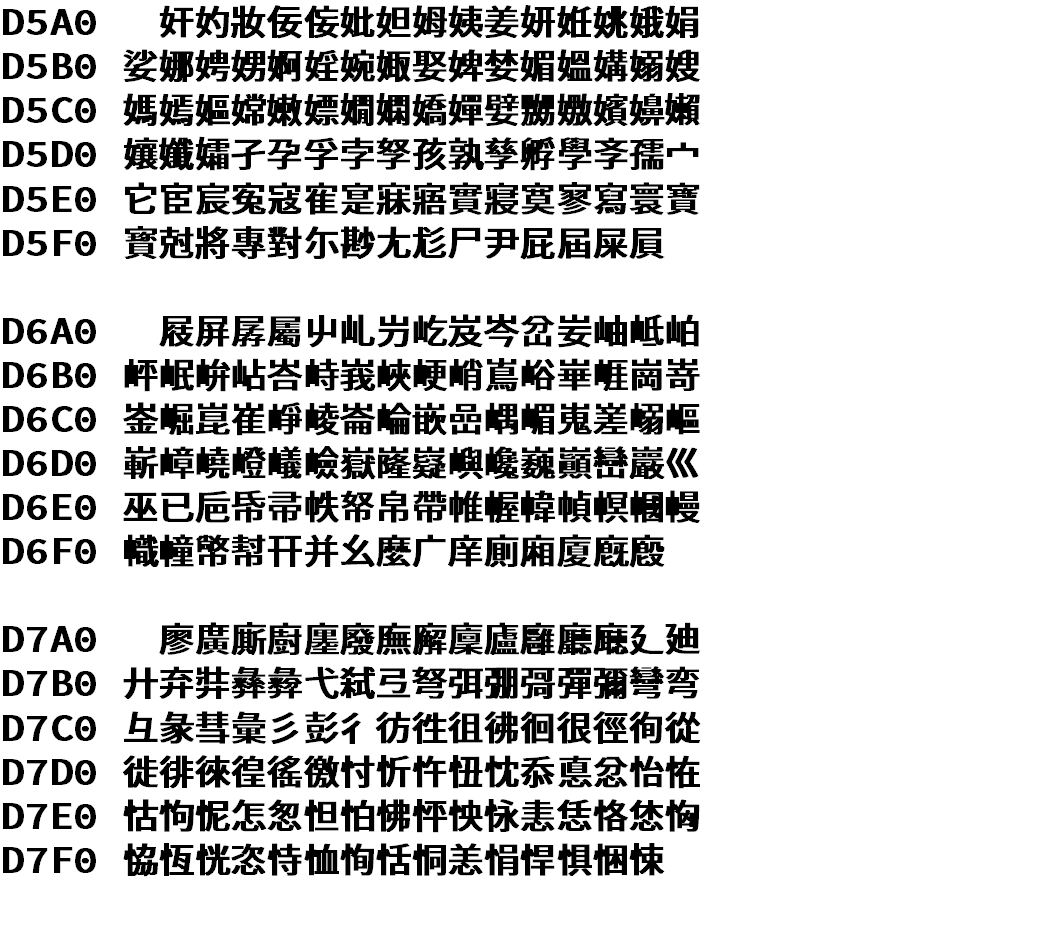 D5A0 奸妁妝佞侫妣妲姆姨姜妍姙姚娥娟
D5B0 娑娜娉娚婀婬婉娵娶婢婪媚媼媾嫋嫂
D5C0 媽嫣嫗嫦嫩嫖嫺嫻嬌嬋嬖嬲嫐嬪嬶嬾
D5D0 孃孅孀孑孕孚孛孥孩孰孳孵學斈孺宀
D5E0 它宦宸寃寇寉寔寐寤實寢寞寥寫寰寶
D5F0 寳尅將專對尓尠尢尨尸尹屁屆屎屓
D6A0 屐屏孱屬屮乢屶屹岌岑岔妛岫岻岶
D6B0 岼岷峅岾峇峙峩峽峺峭嶌峪崋崕崗嵜
D6C0 崟崛崑崔崢崚崙崘嵌嵒嵎嵋嵬嵳嵶嶇
D6D0 嶄嶂嶢嶝嶬嶮嶽嶐嶷嶼巉巍巓巒巖巛
D6E0 巫已巵帋帚帙帑帛帶帷幄幃幀幎幗幔
D6F0 幟幢幤幇幵并幺麼广庠廁廂廈廐廏
D7A0 廖廣廝廚廛廢廡廨廩廬廱廳廰廴廸
D7B0 廾弃弉彝彜弋弑弖弩弭弸彁彈彌彎弯
D7C0 彑彖彗彙彡彭彳彷徃徂彿徊很徑徇從
D7D0 徙徘徠徨徭徼忖忻忤忸忱忝悳忿怡恠
D7E0 怙怐怩怎怱怛怕怫怦怏怺恚恁恪恷恟
D7F0 恊恆恍恣恃恤恂恬恫恙悁悍惧悃悚